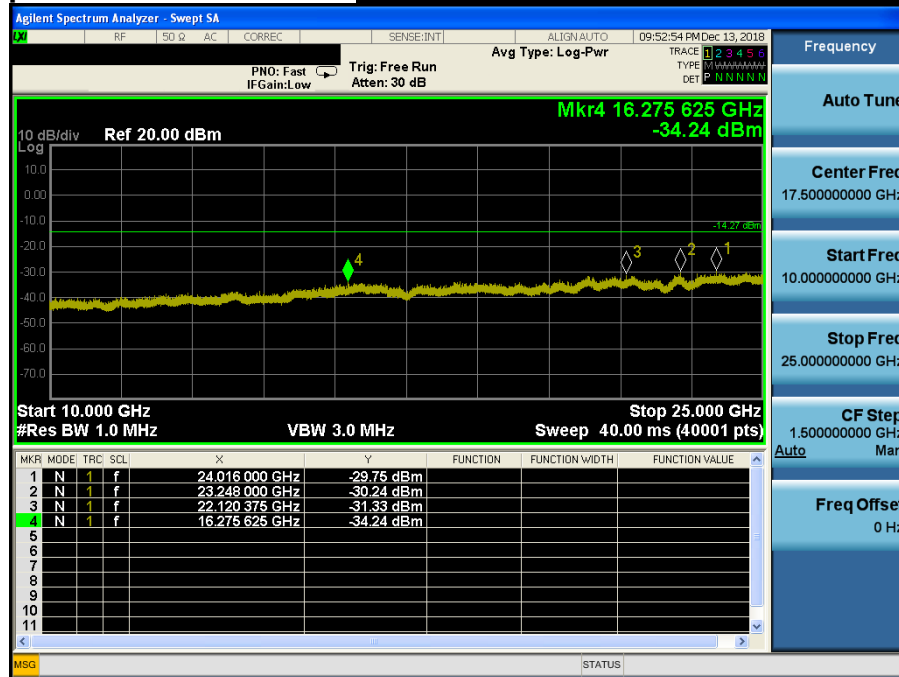 Agilent Spectrum Analyzer - Swept SA
LXI RF 50 Ω AC CORREC SENSE:INT ALIGN AUTO 09:52:54 PM Dec 13, 2018
Avg Type: Log-Pwr TRACE 1 2 3 4 5 6
PNO: Fast Trig: Free Run TYPE M
IFGain:Low Atten: 30 dB DET P N N N N N
Mkr4 16.275 625 GHz
-34.24 dBm
10 dB/div Ref 20.00 dBm
Log
10.0
0.00
-10.0
-14.27 dBm
-20.0
4 3 2 1
-30.0
-40.0
-50.0
-60.0
-70.0
Start 10.000 GHz Stop 25.000 GHz
#Res BW 1.0 MHz VBW 3.0 MHz Sweep 40.00 ms (40001 pts)
MKR MODE TRC SCL X Y FUNCTION FUNCTION WIDTH FUNCTION VALUE
1 N 1 f 24.016 000 GHz -29.75 dBm
2 N 1 f 23.248 000 GHz -30.24 dBm
3 N 1 f 22.120 375 GHz -31.33 dBm
4 N 1 f 16.275 625 GHz -34.24 dBm
5
6
7
8
9
10
11
MSG STATUS
Frequency
Auto Tune
Center Freq
17.500000000 GHz
Start Freq
10.000000000 GHz
Stop Freq
25.000000000 GHz
CF Step
1.500000000 GHz
Auto Man
Freq Offset
0 Hz